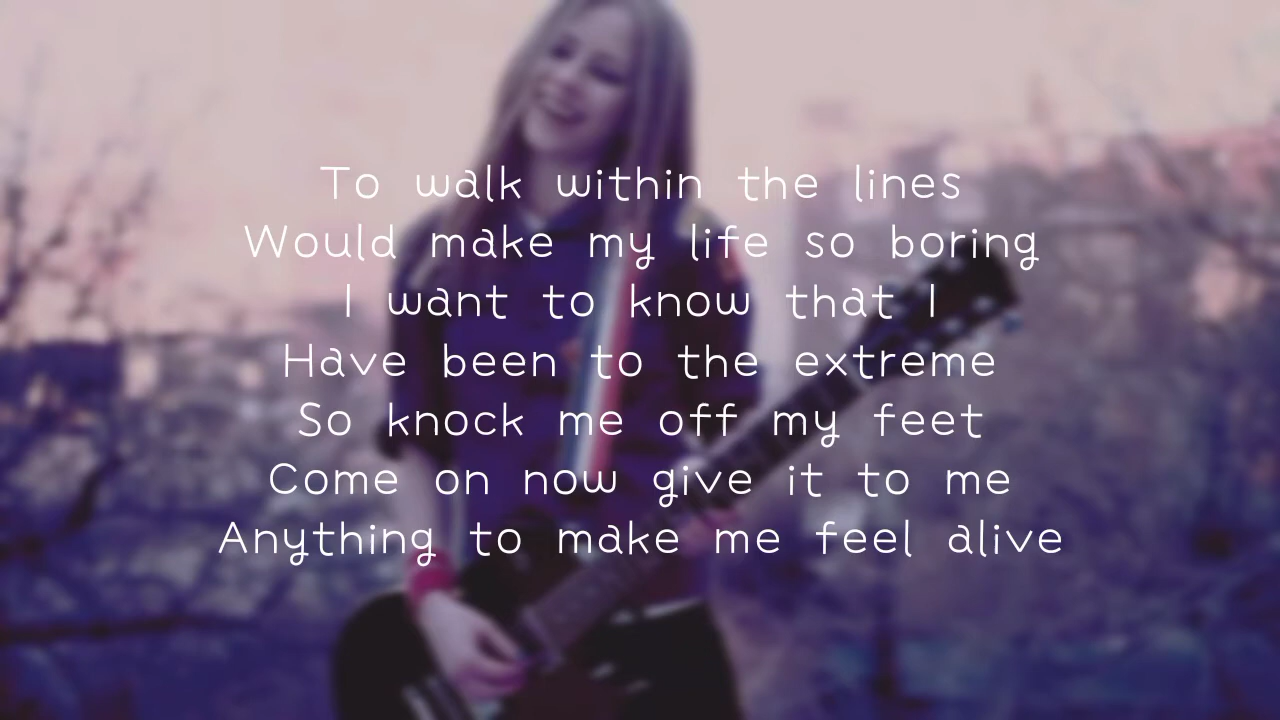 To walk within the lines
Would make my life so boring
I want to know that I
Have been to the extreme
So knock me off my feet
Come on now give it to me
Anything to make me feel alive